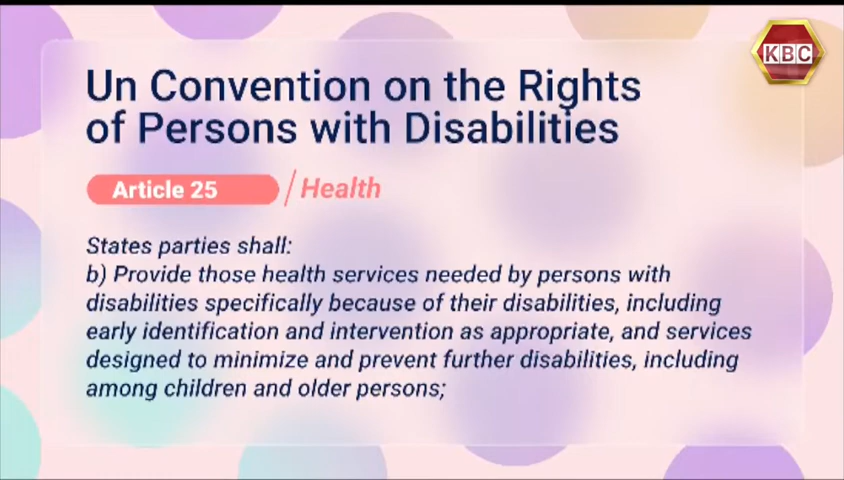 KBC
Un Convention on the Rights
of Persons with Disabilities
Article 25 / Health
States parties shall:
b) Provide those health services needed by persons with
disabilities specifically because of their disabilities, including
early identification and intervention as appropriate, and services
designed to minimize and prevent further disabilities, including
among children and older persons;